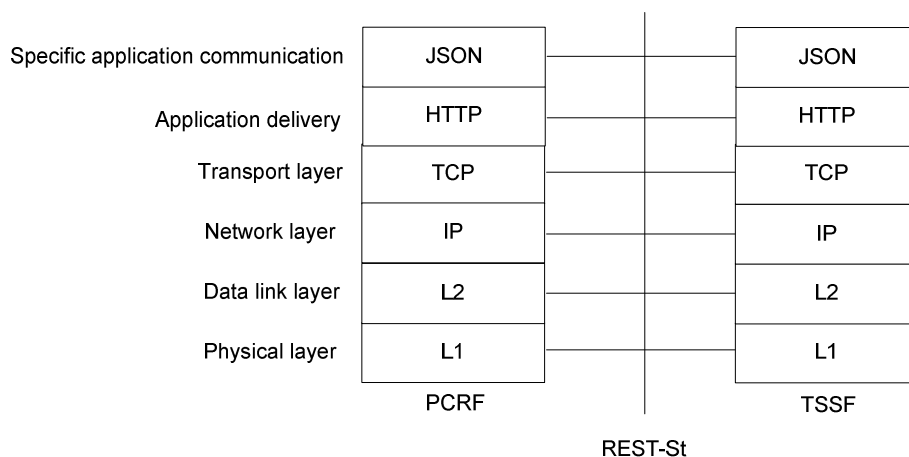 Specific application communication JSON JSON
Application delivery HTTP HTTP
Transport layer TCP TCP
Network layer IP IP
Data link layer L2 L2
Physical layer L1 L1
PCRF TSSF
REST-St